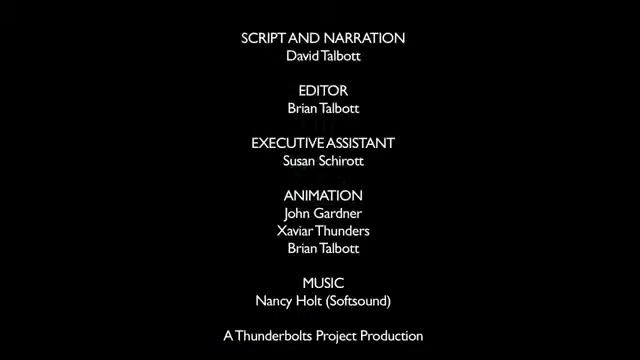 SCRIPT AND NARRATION
David Talbott
EDITOR
Brian Talbott
EXECUTIVE ASSISTANT
Susan Schirott
ANIMATION
John Gardner
Xaviar Thunders
Brian Talbott
MUSIC
Nancy Holt (Softsound)
A Thunderbolts Project Production